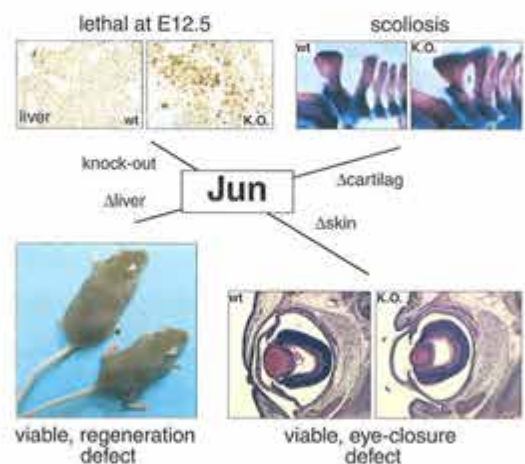 lethal at E12.5
scoliosis
liver
wt
K.O.
wt
K.O.
knock-out
Jun
Δcartilag
Δliver
Δskin
wt
K.O.
viable, regeneration
defect
viable, eye-closure
defect